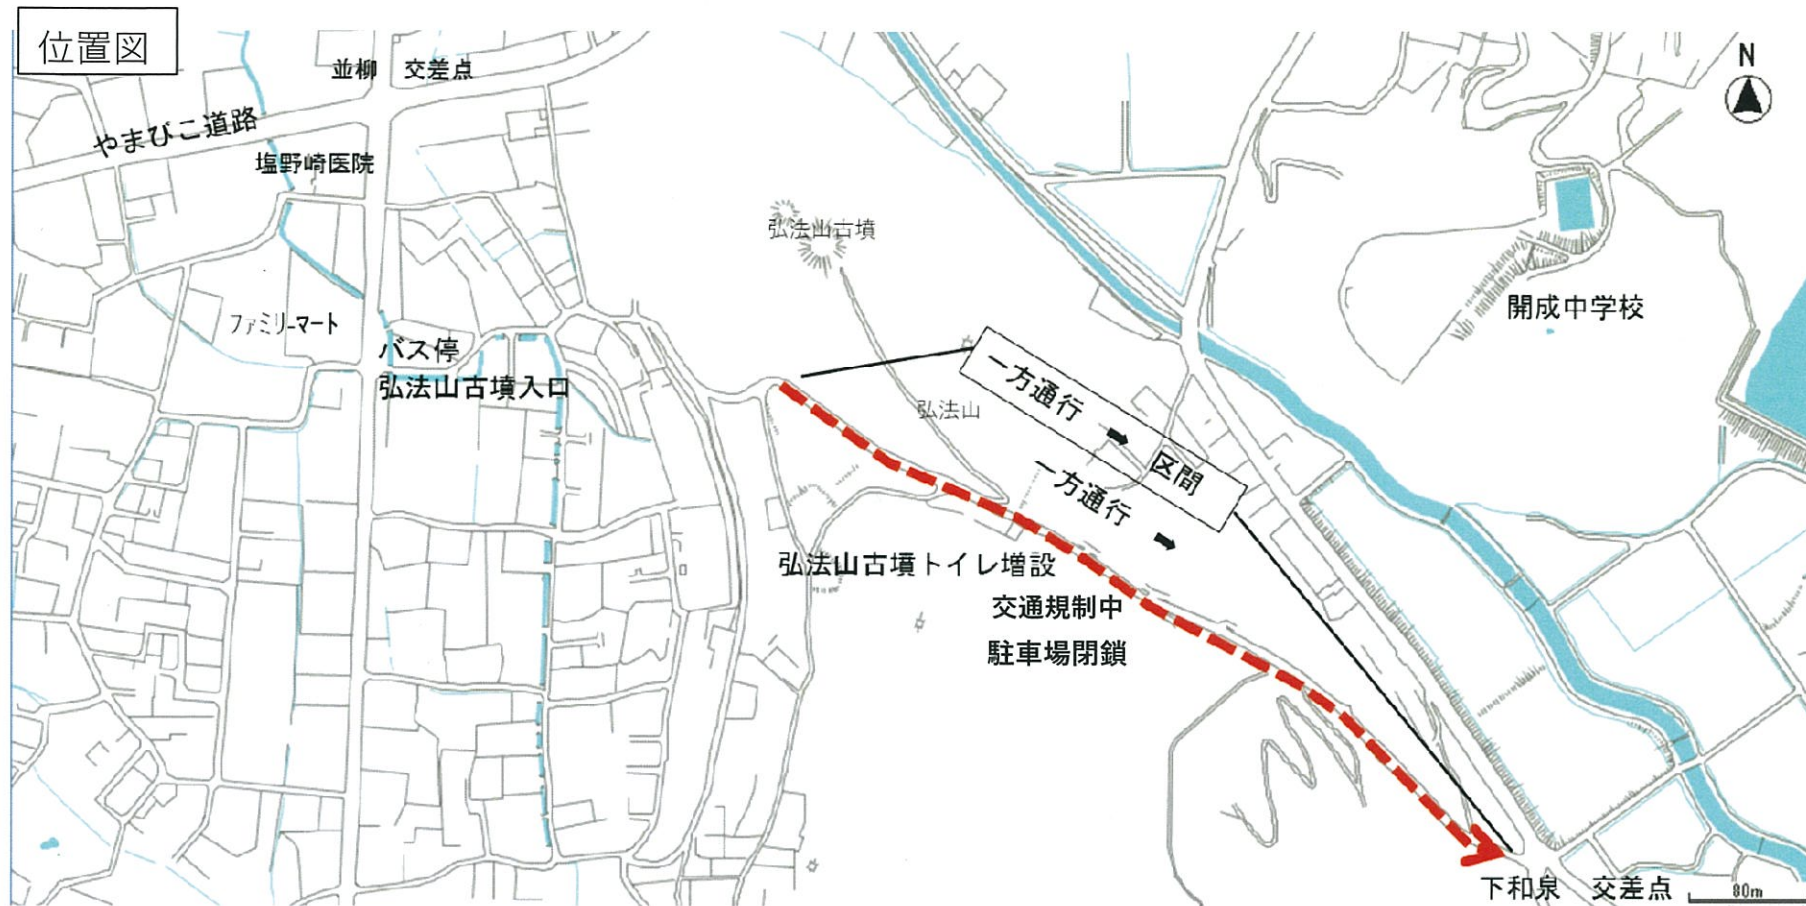 位置図
並柳 交差点
N
やまびこ道路
塩野崎医院
弘法山古墳
開成中学校
ファミリーマート
バス停
弘法山古墳入口
弘法山
一方通行 ➡ 区間
一方通行 ➡
弘法山古墳トイレ増設
交通規制中
駐車場閉鎖
下和泉 交差点
80m